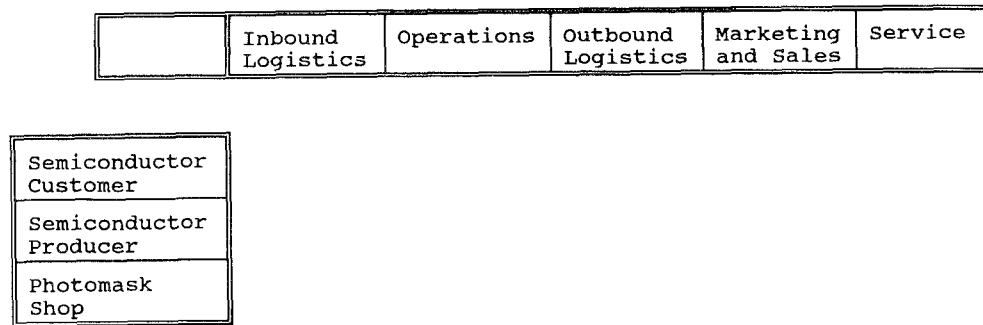 Inbound Logistics
Operations
Outbound Logistics
Marketing and Sales
Service
Semiconductor Customer
Semiconductor Producer
Photomask Shop